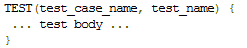 TEST(test_case_name, test_name) {
 ... test body ...
}